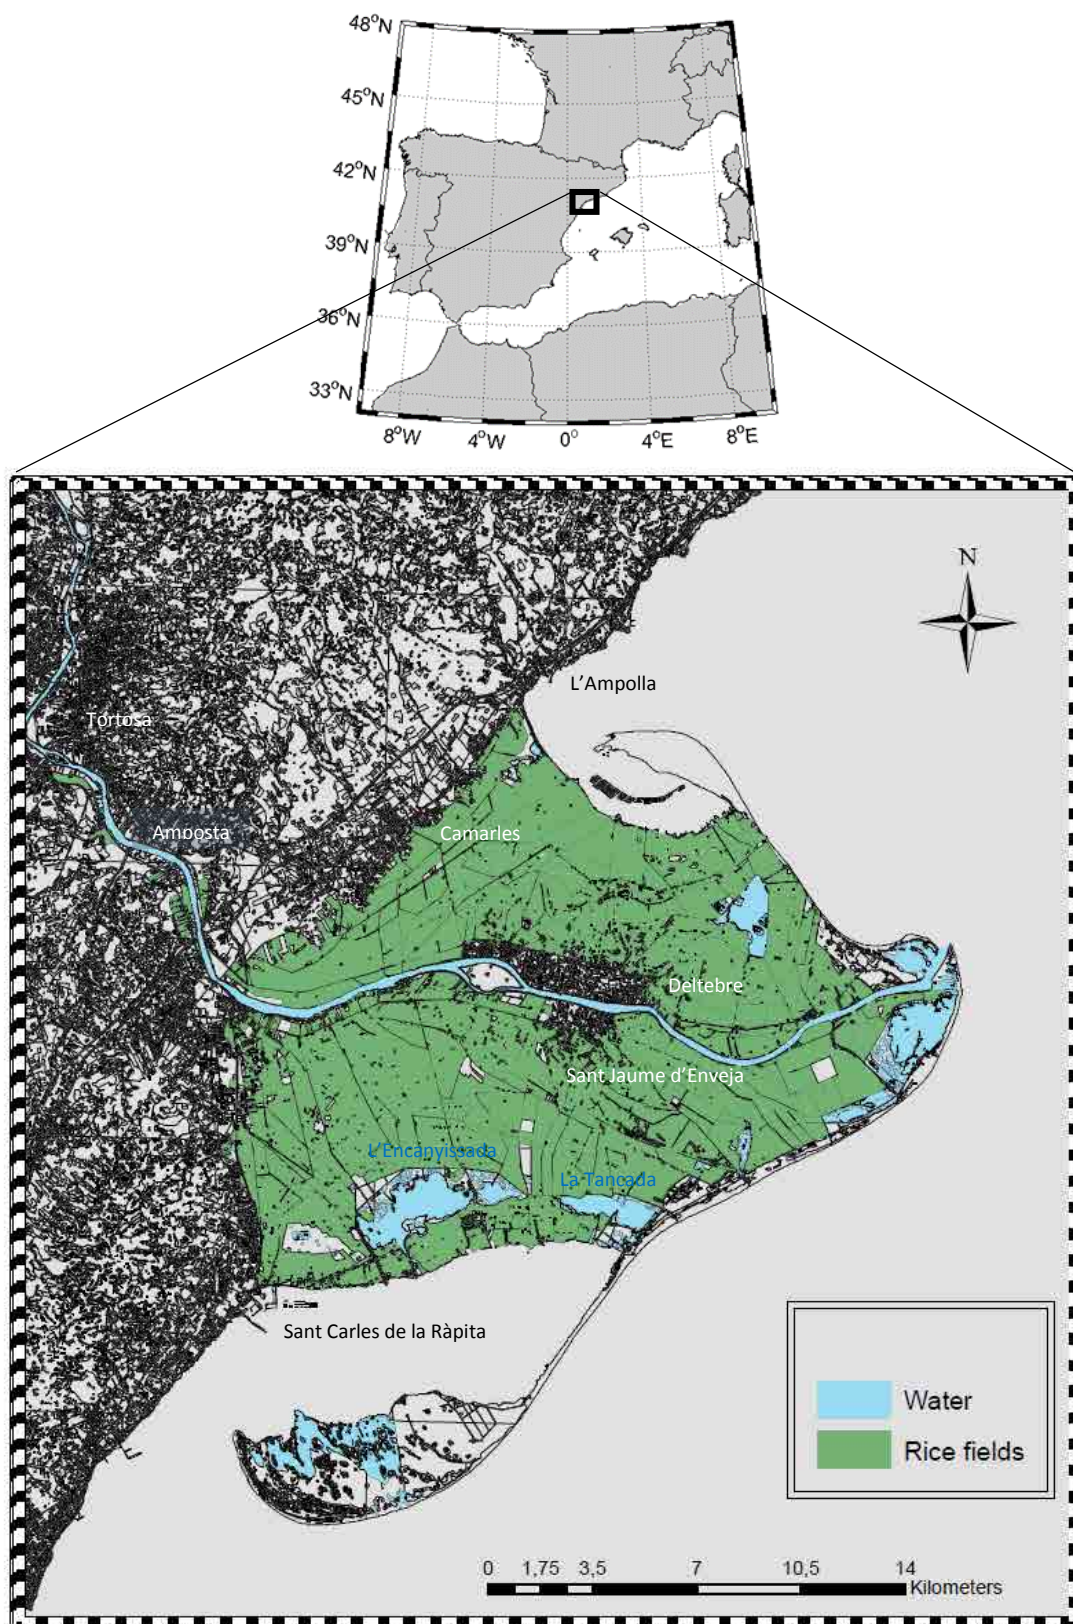 48°N
45°N
42°N
39°N
36°N
33°N
8°W 4°W 0° 4°E 8°E
N
L'Ampolla
Tortosa
Amposta
Camarles
Deltebre
Sant Jaume d'Enveja
L'Encanyissada
La Tancada
Sant Carles de la Ràpita
Water
Rice fields
0 1,75 3,5 7 10,5 14
Kilometers